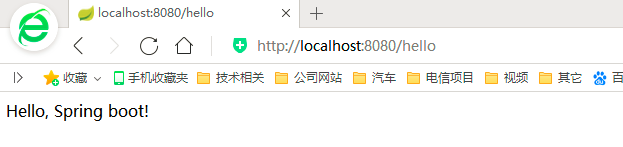 localhost:8080/hello
http://localhost:8080/hello
收藏 手机收藏夹 技术相关 公司网站 汽车 电信项目 视频 其它 百
Hello, Spring boot!